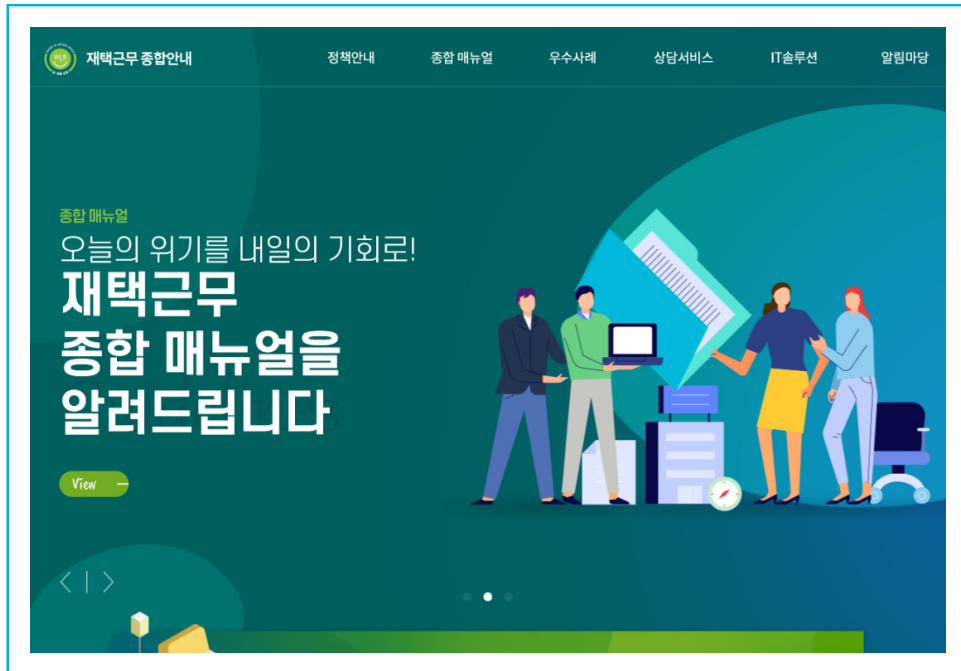 재택근무 종합안내
정책안내 종합 매뉴얼 우수사례 상담서비스 IT솔루션 알림마당
종합 매뉴얼
오늘의 위기를 내일의 기회로!
재택근무
종합 매뉴얼을
알려드립니다
View